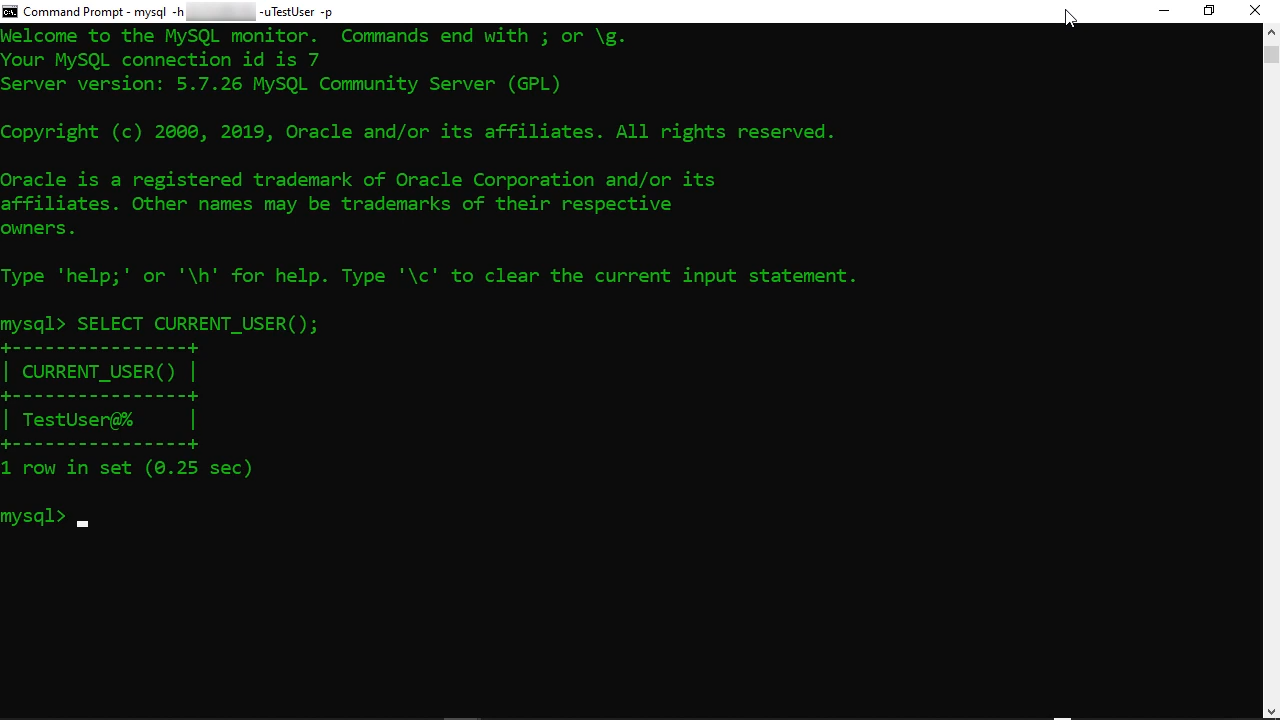 Command Prompt - mysql -h -uTestUser -p
Welcome to the MySQL monitor.  Commands end with ; or \g.
Your MySQL connection id is 7
Server version: 5.7.26 MySQL Community Server (GPL)
Copyright (c) 2000, 2019, Oracle and/or its affiliates. All rights reserved.
Oracle is a registered trademark of Oracle Corporation and/or its
affiliates. Other names may be trademarks of their respective
owners.
Type 'help;' or '\h' for help. Type '\c' to clear the current input statement.
mysql> SELECT CURRENT_USER();
+----------------+
| CURRENT_USER() |
+----------------+
| TestUser@%     |
+----------------+
1 row in set (0.25 sec)
mysql>